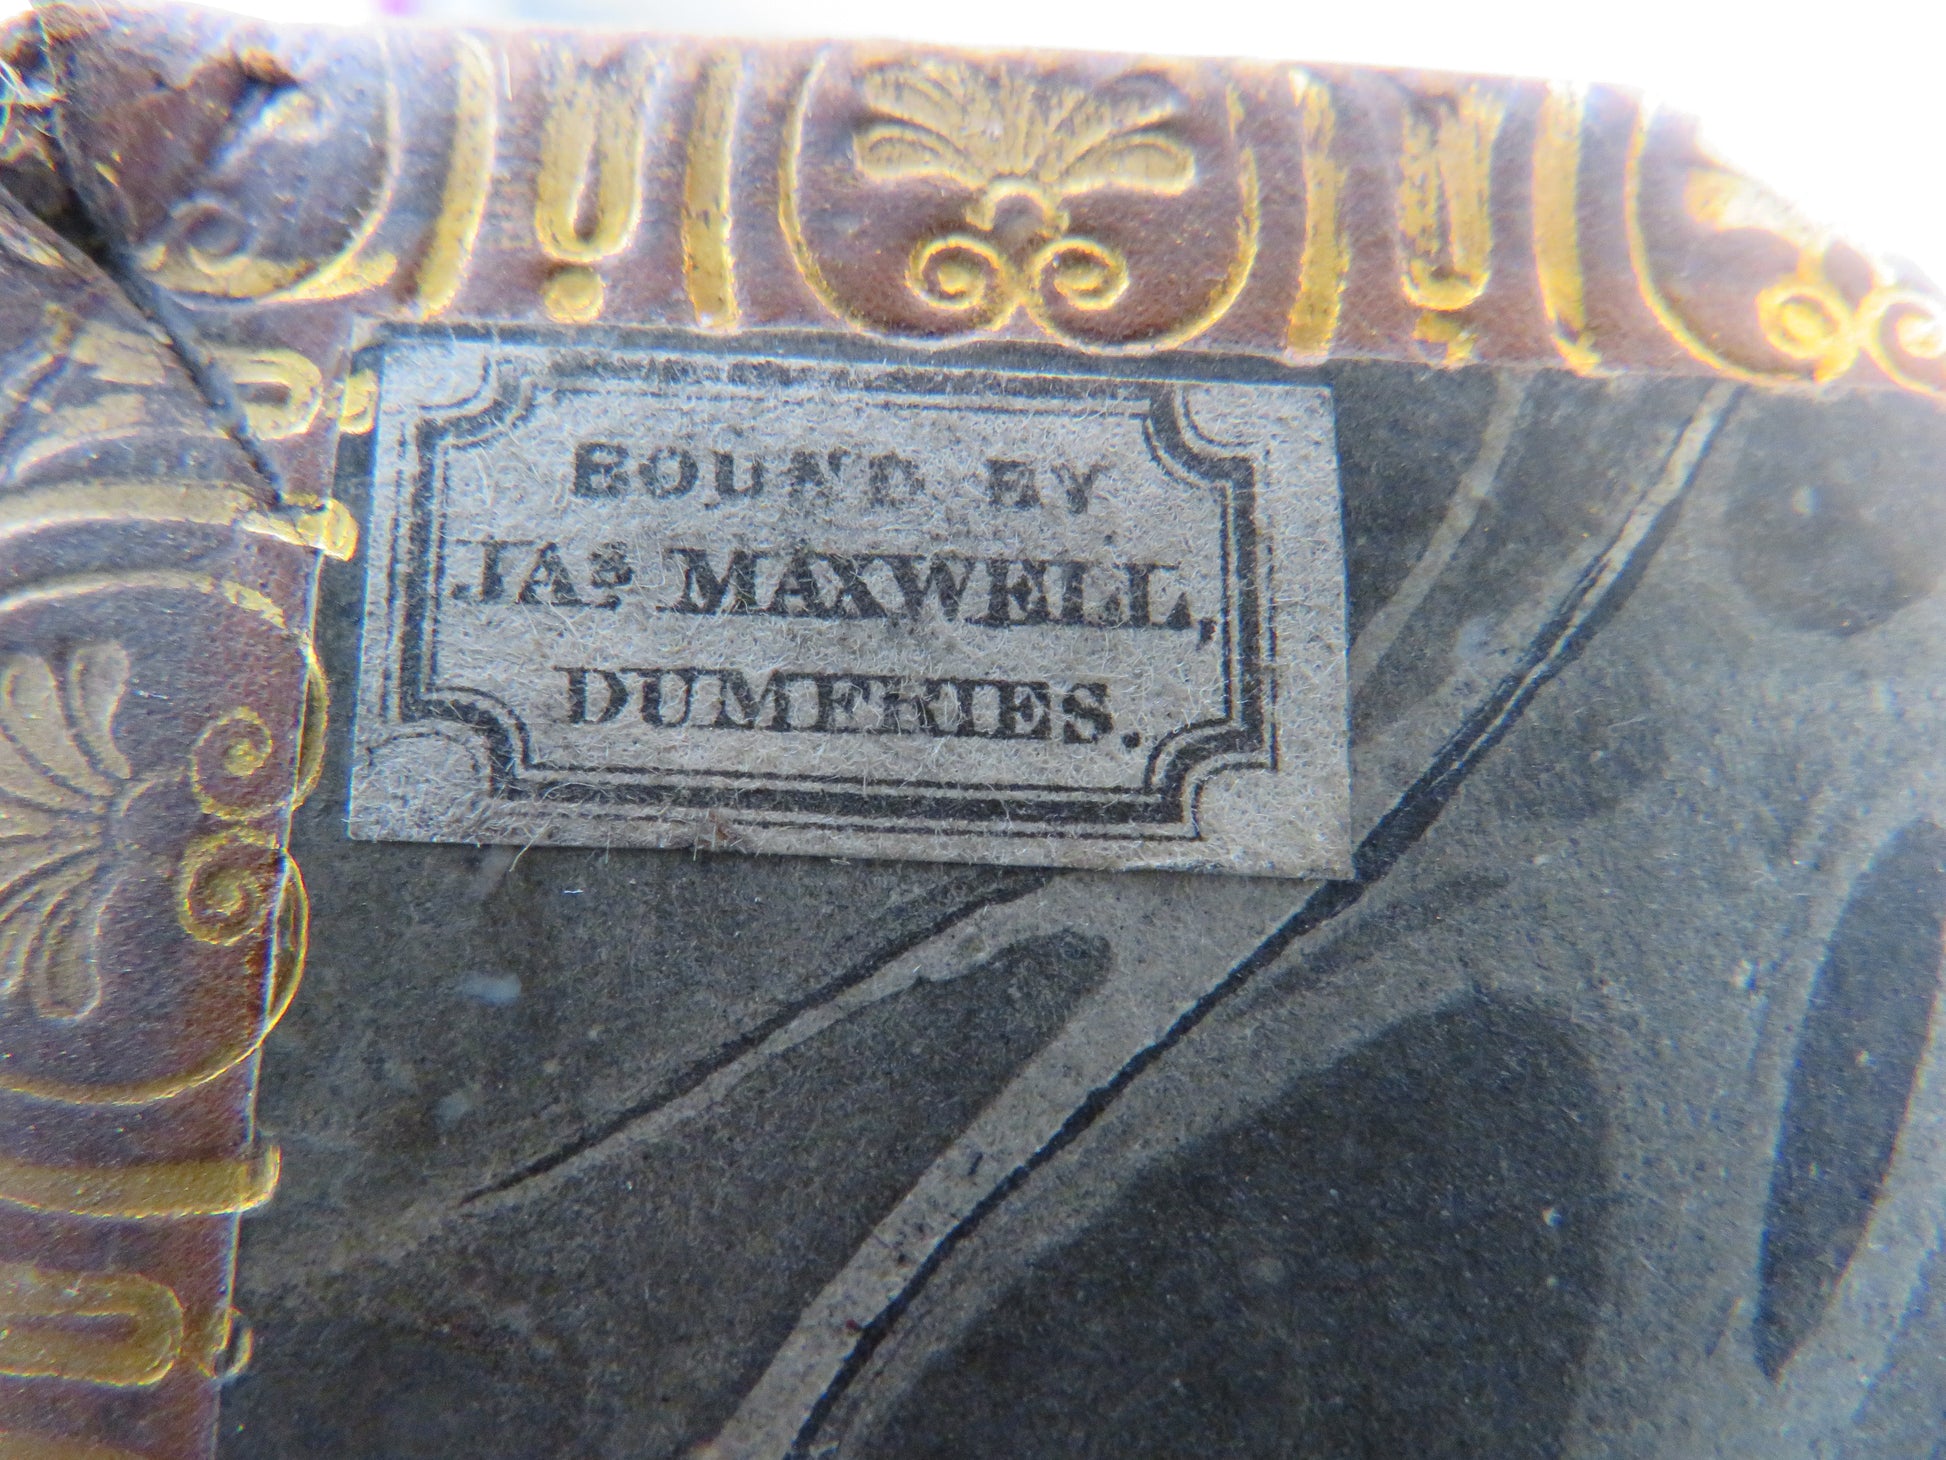 BOUND BY
JAˢ MAXWELL,
DUMFRIES.